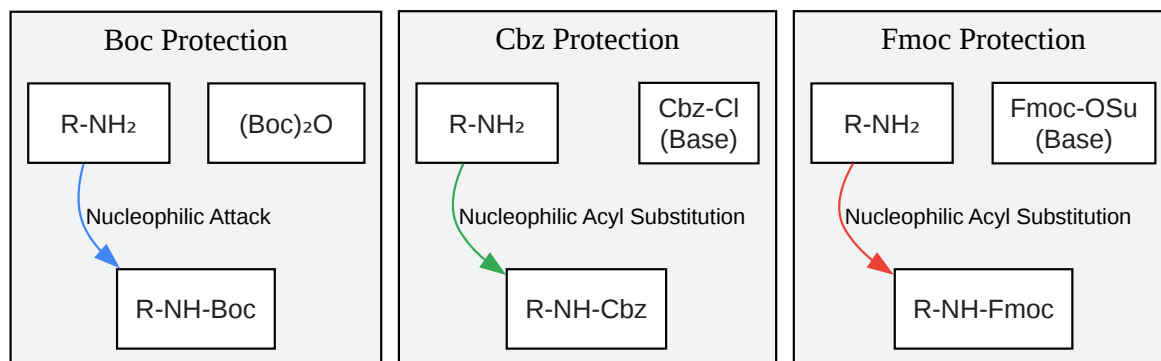 Boc Protection
R-NH₂
(Boc)₂O
Nucleophilic Attack
R-NH-Boc
Cbz Protection
R-NH₂
Cbz-Cl
(Base)
Nucleophilic Acyl Substitution
R-NH-Cbz
Fmoc Protection
R-NH₂
Fmoc-OSu
(Base)
Nucleophilic Acyl Substitution
R-NH-Fmoc